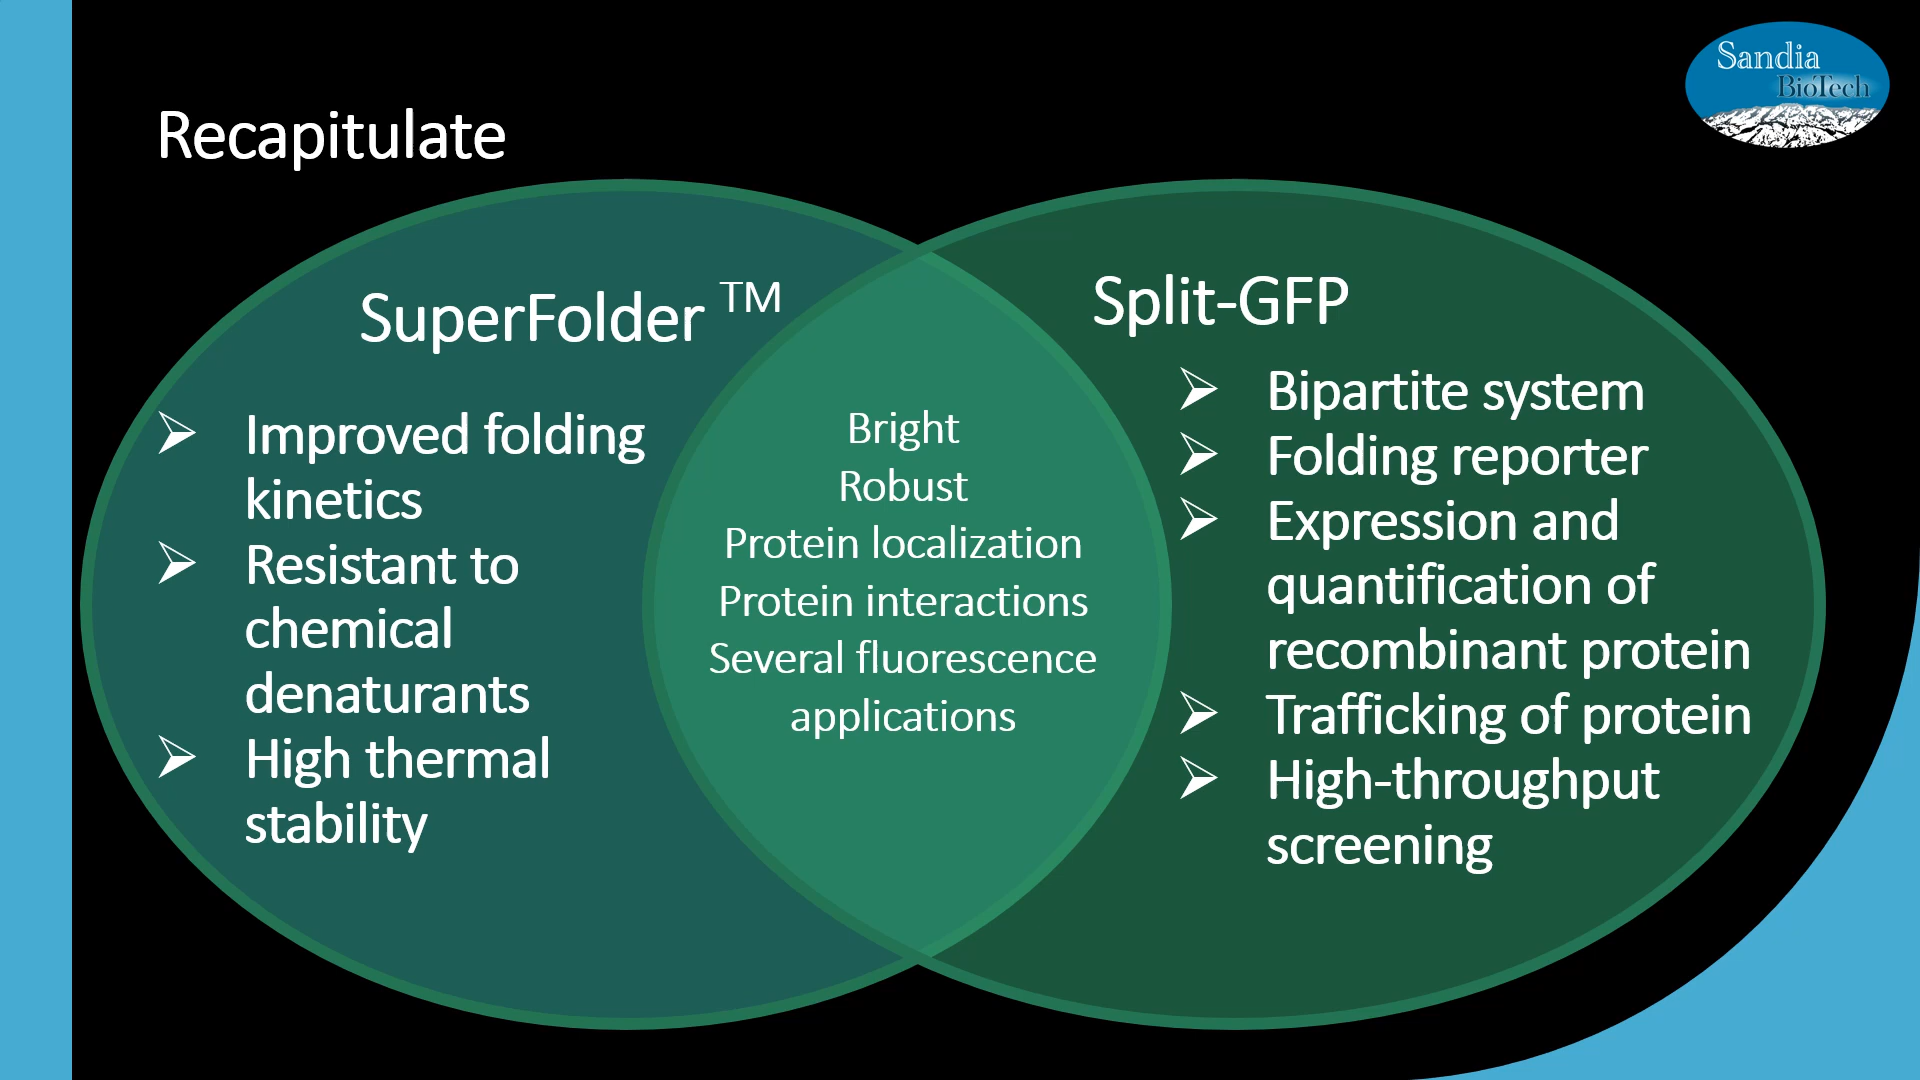 Sandia
BioTech
Recapitulate
SuperFolder TM
➢ Improved folding
kinetics
➢ Resistant to
chemical
denaturants
➢ High thermal
stability
Bright
Robust
Protein localization
Protein interactions
Several fluorescence
applications
Split-GFP
➢ Bipartite system
➢ Folding reporter
➢ Expression and
quantification of
recombinant protein
➢ Trafficking of protein
➢ High-throughput
screening